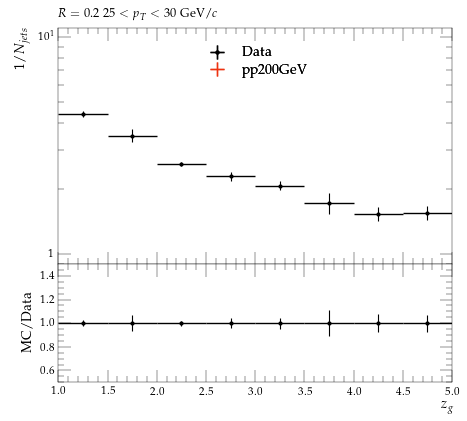 R = 0.2 25 < p_T < 30 GeV/c
1/N_jets
10^1
Data
pp200GeV
1
MC/Data
1.4
1.2
1.0
0.8
0.6
1.0 1.5 2.0 2.5 3.0 3.5 4.0 4.5 5.0
z_g